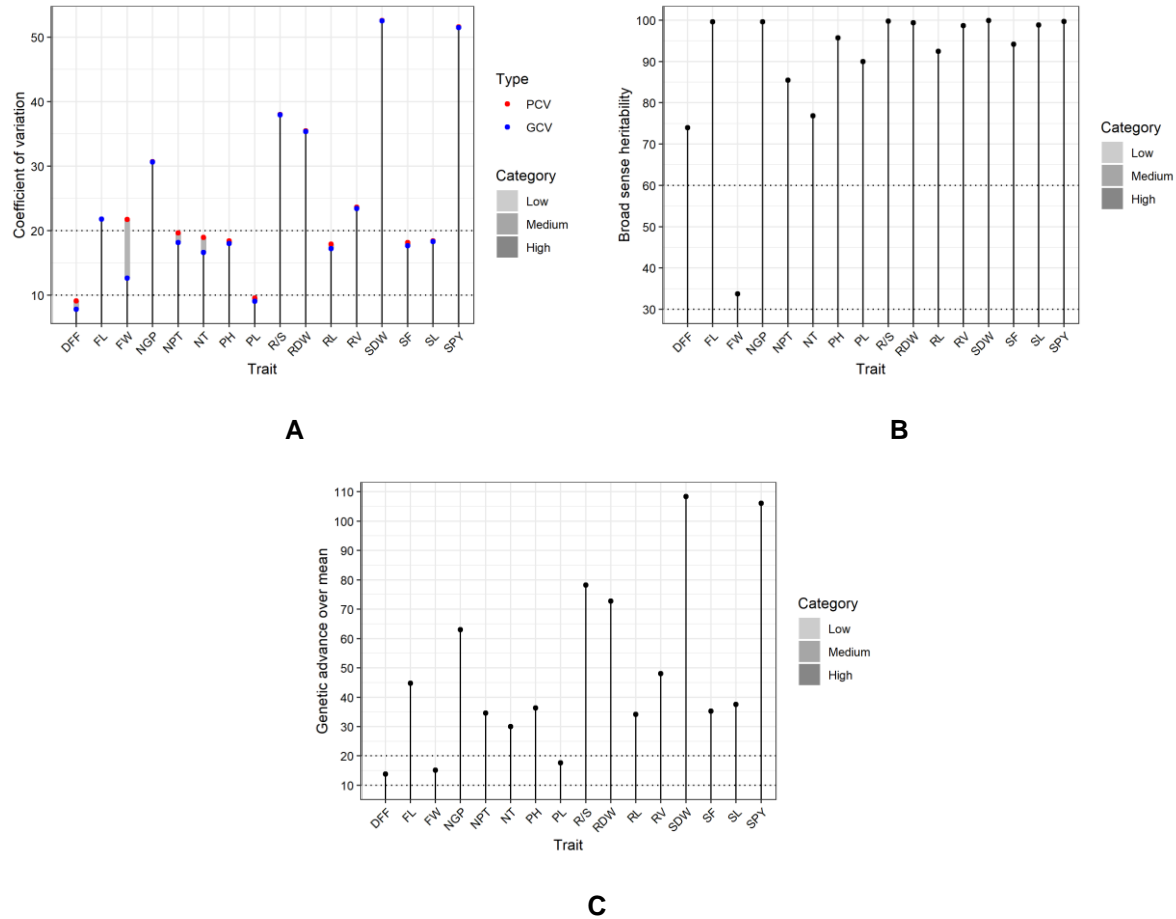 50
40
30
20
10
Coefficient of variation
DFF FL FW NGP NPT NT PH PL R/S RDW RL RV SDW SF SL SPY
Trait
Type
PCV
GCV
Category
Low
Medium
High
A
100
90
80
70
60
50
40
30
Broad sense heritability
DFF FL FW NGP NPT NT PH PL R/S RDW RL RV SDW SF SL SPY
Trait
Category
Low
Medium
High
B
110
100
90
80
70
60
50
40
30
20
10
Genetic advance over mean
DFF FL FW NGP NPT NT PH PL R/S RDW RL RV SDW SF SL SPY
Trait
Category
Low
Medium
High
C